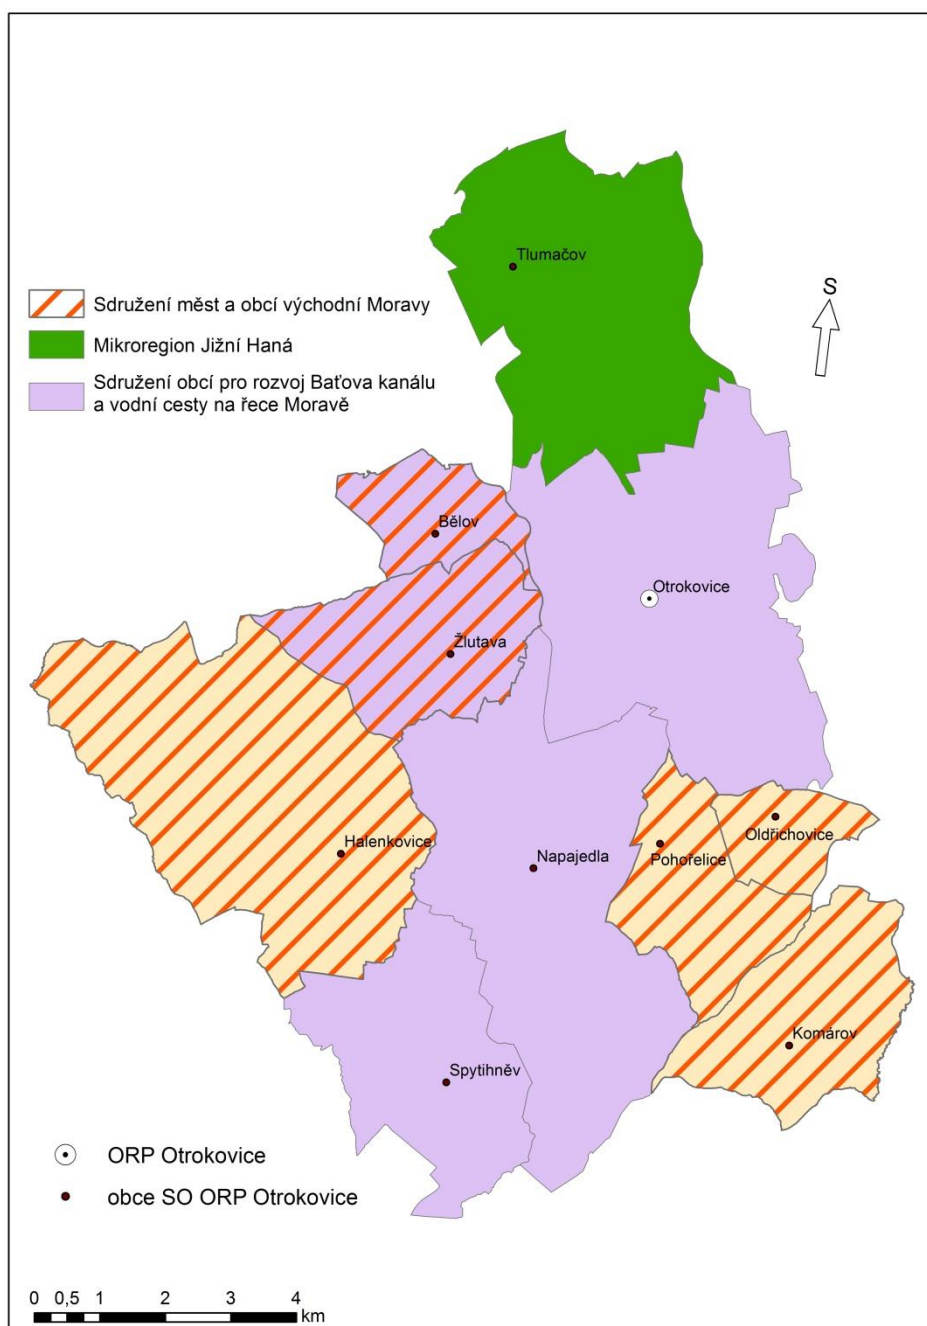 Tlumačov
S
Sdružení měst a obcí východní Moravy
Mikroregion Jižní Haná
Sdružení obcí pro rozvoj Baťova kanálu
a vodní cesty na řece Moravě
Bělov
Otrokovice
Žlutava
Halenkovice
Napajedla
Pohořelice
Oldřichovice
Komárov
Spytihněv
ORP Otrokovice
obce SO ORP Otrokovice
0 0,5 1 2 3 4
km